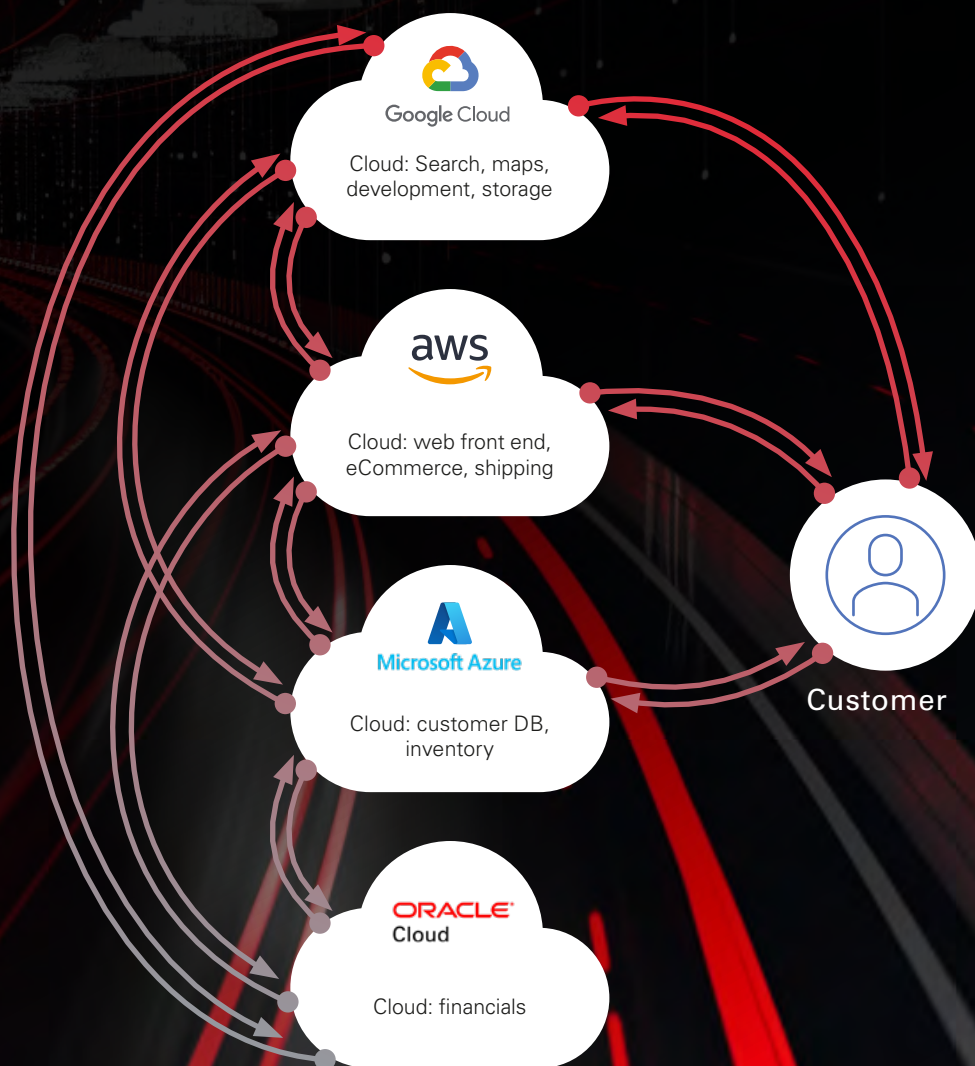 Google Cloud
Cloud: Search, maps,
development, storage
aws
Cloud: web front end,
eCommerce, shipping
Microsoft Azure
Cloud: customer DB,
inventory
Customer
ORACLE®
Cloud
Cloud: financials